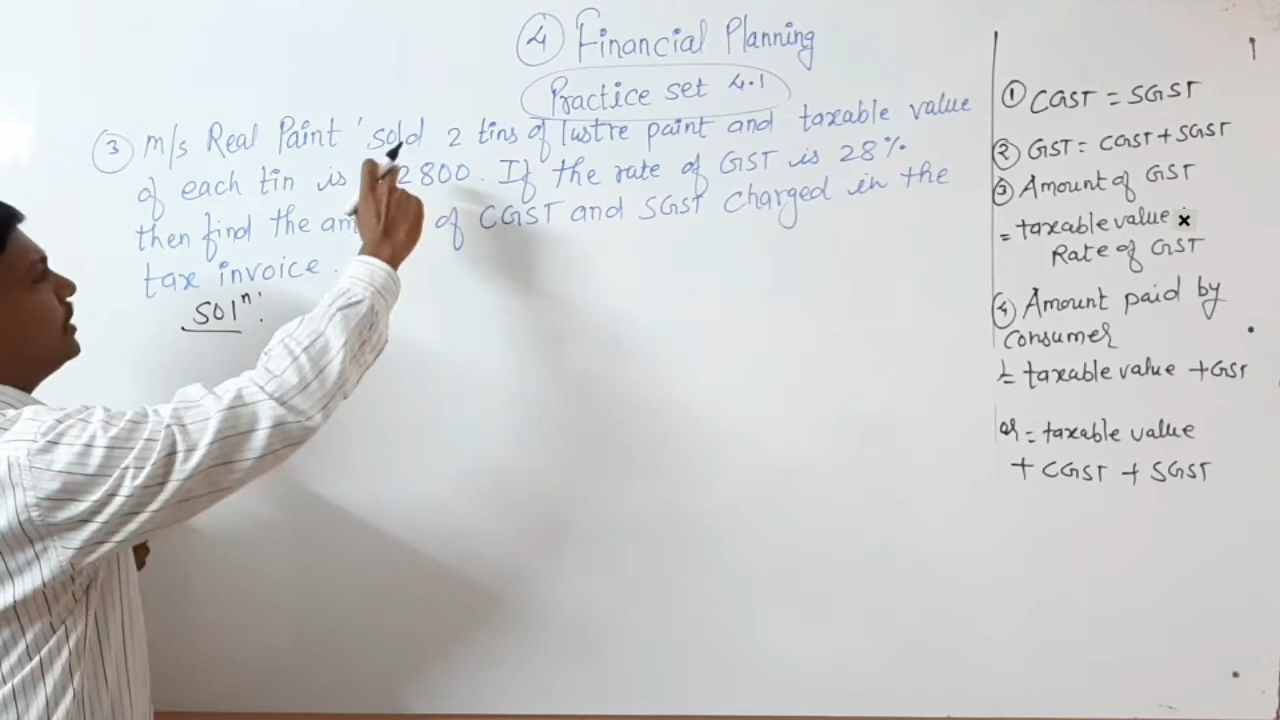 ④ Financial Planning
Practice set 4.1
③ M/s Real Paint 'sold 2 tins of lustre paint and taxable value
of each tin is 2800. If the rate of GST is 28%.
then find the am of CGST and SGST charged in the
tax invoice.
Solⁿ:
① CGST = SGST
② GST = CGST + SGST
③ Amount of GST
= taxable value ×
Rate of GST
④ Amount paid by
consumer
= taxable value + GST
or = taxable value
+ CGST + SGST